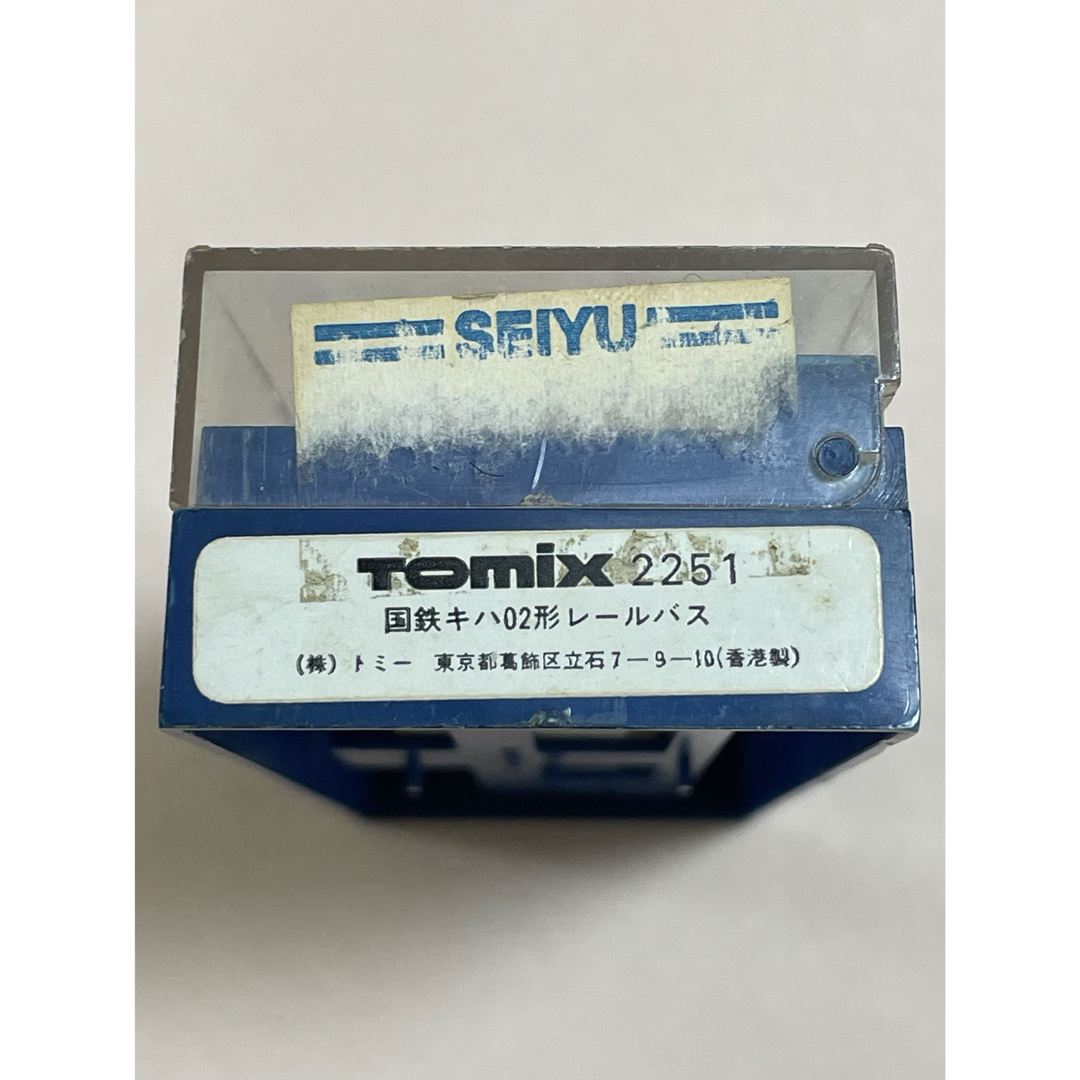 SEIYU
TOMIX 2251
国鉄キハ02形レールバス
(株)トミー 東京都葛飾区立石7-9-10(香港製)